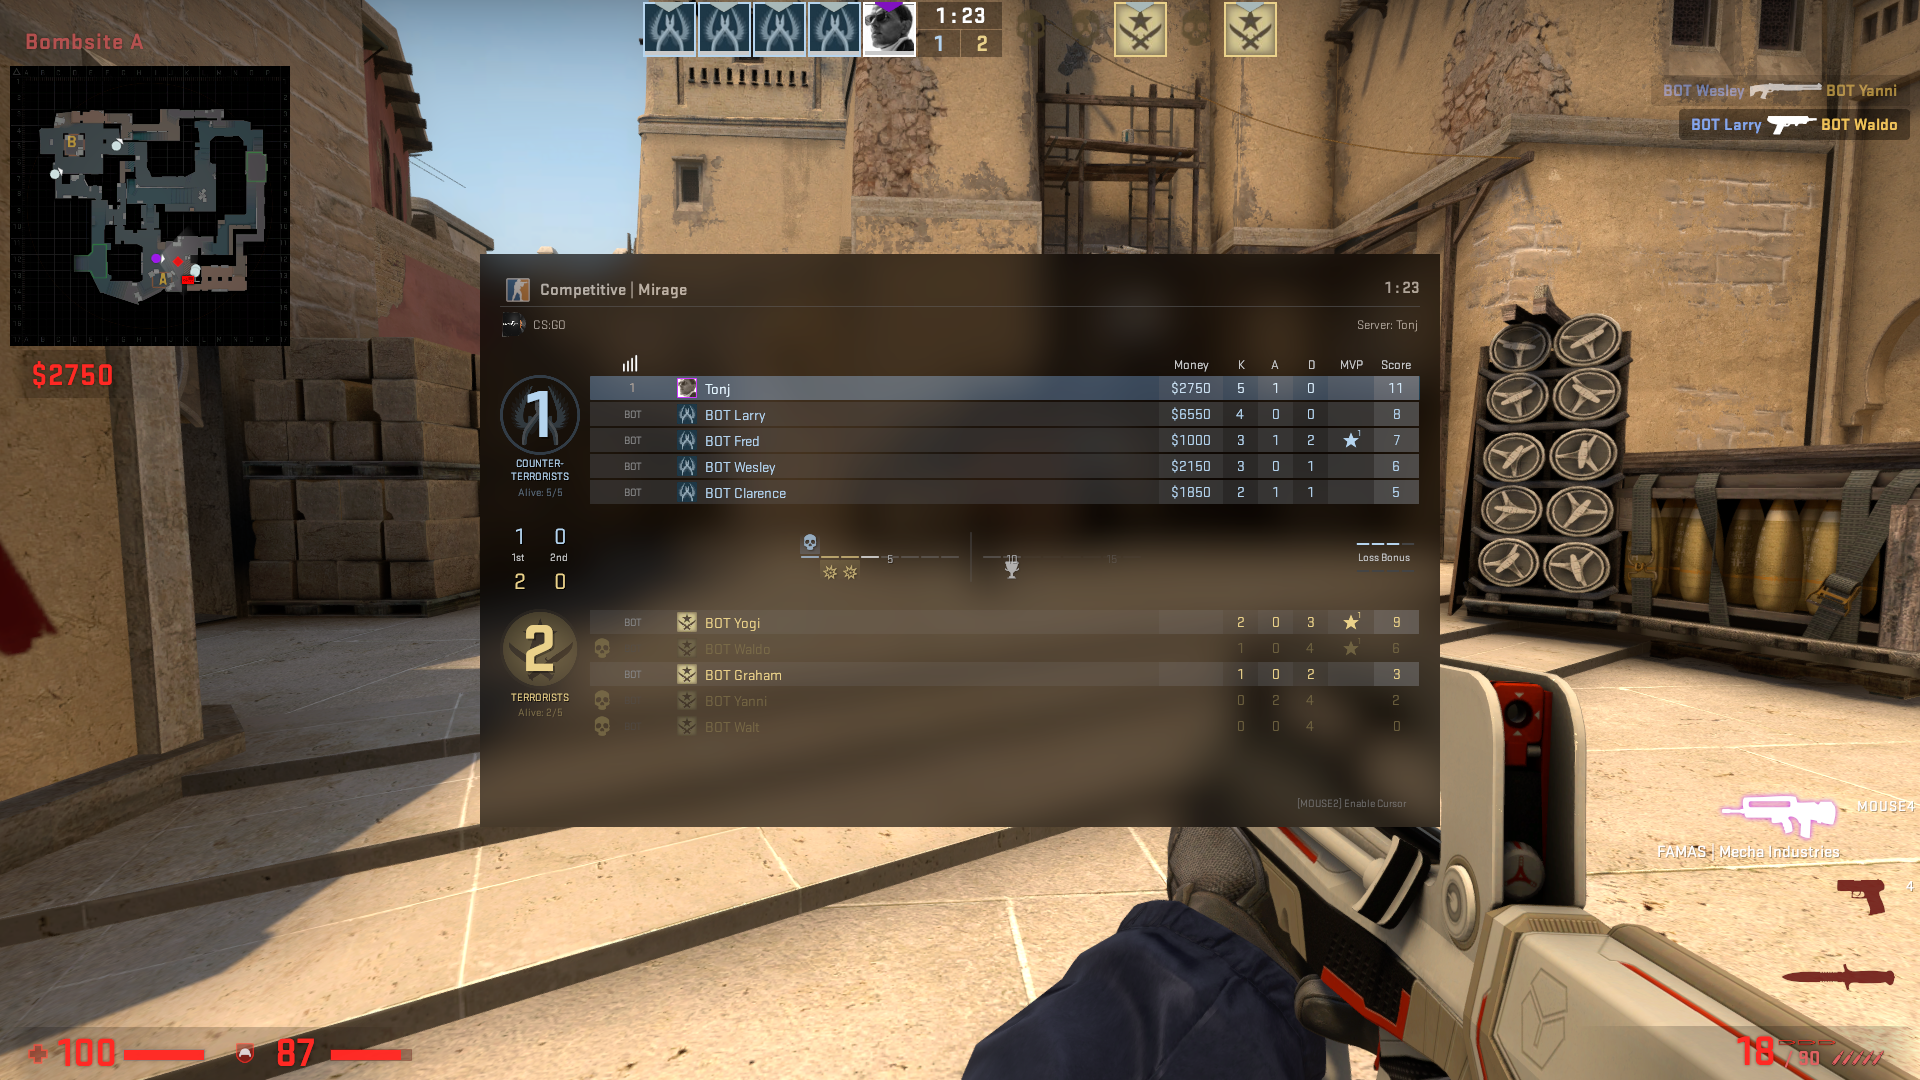 1:23
1 2
Bombsite A
BOT Wesley BOT Yanni
BOT Larry BOT Waldo
B
A
$2750
Competitive | Mirage 1:23
CS:GO Server: Tonj
Money K A D MVP Score
1 Tonj $2750 5 1 0 11
BOT BOT Larry $6550 4 0 0 8
BOT BOT Fred $1000 3 1 2 1 7
BOT BOT Wesley $2150 3 0 1 6
BOT BOT Clarence $1850 2 1 1 5
1
COUNTER-
TERRORISTS
Alive: 5/5
1 0
1st 2nd
2 0
5 10 15
Loss Bonus
2
TERRORISTS
Alive: 2/5
BOT BOT Yogi 2 0 3 1 9
BOT Waldo 1 0 4 1 6
BOT BOT Graham 1 0 2 3
BOT Yanni 0 2 4 2
BOT Walt 0 0 4 0
[MOUSE2] Enable Cursor
MOUSE4
FAMAS | Mecha Industries
4
100 87
18 / 90